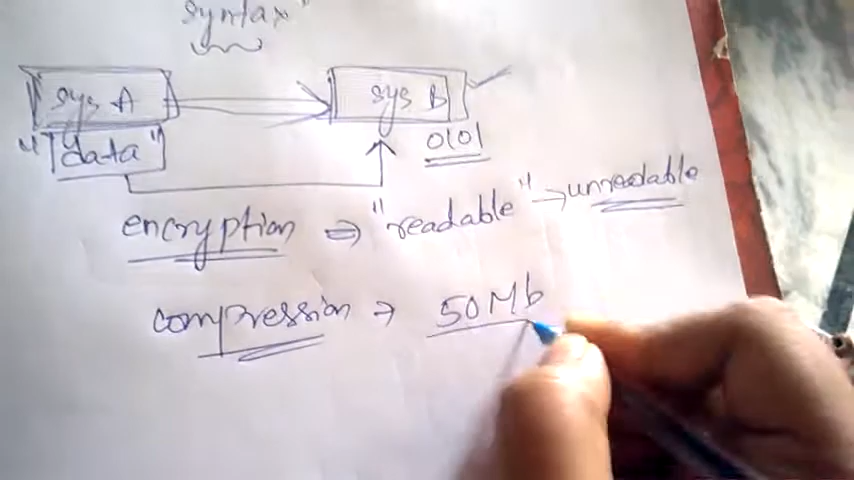 syntax"
sys A sys B
"data" 0101
encryption ⇒ "readable" → unreadable
compression → 50Mb